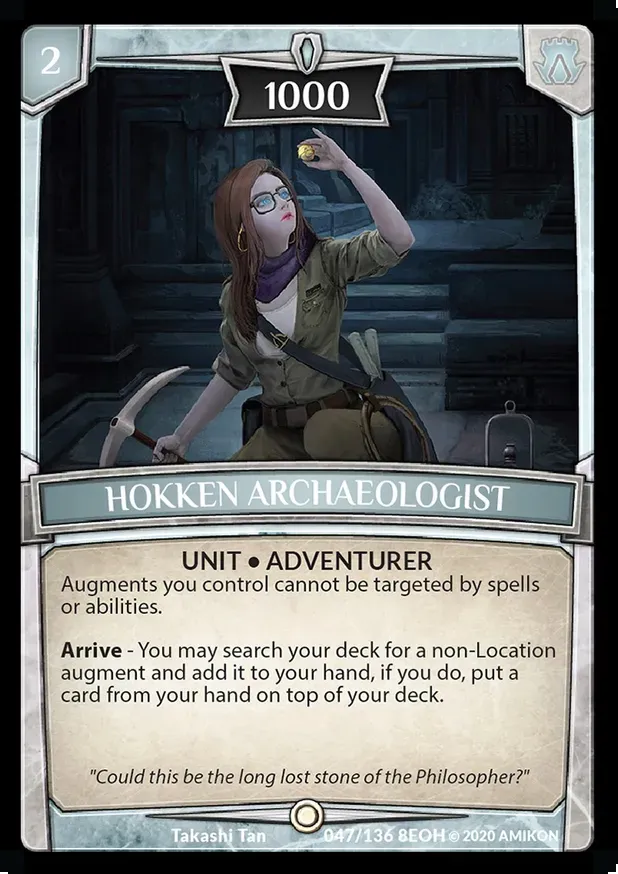 2
1000
HOKKEN ARCHAEOLOGIST
UNIT • ADVENTURER
Augments you control cannot be targeted by spells
or abilities.
Arrive - You may search your deck for a non-Location
augment and add it to your hand, if you do, put a
card from your hand on top of your deck.
"Could this be the long lost stone of the Philosopher?"
Takashi Tan 047/136 8EOH © 2020 AMIKON